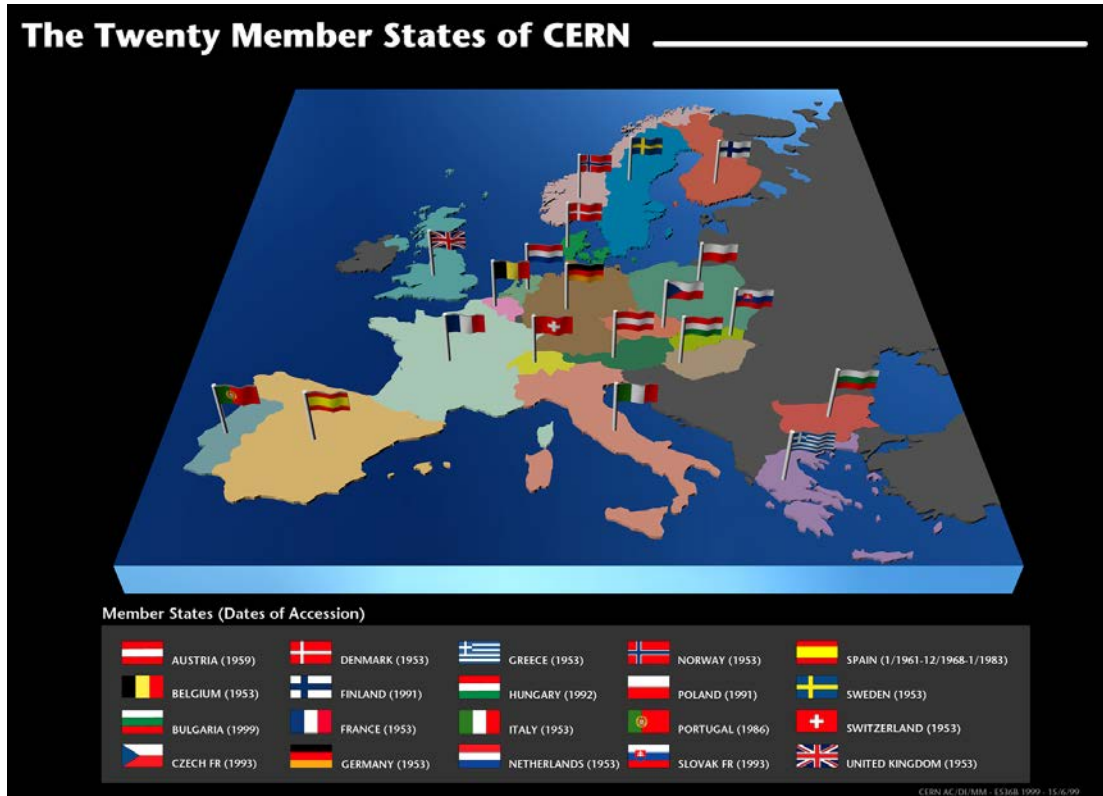 The Twenty Member States of CERN
Member States (Dates of Accession)
AUSTRIA (1959)
DENMARK (1953)
GREECE (1953)
NORWAY (1953)
SPAIN (1/1961-12/1968-1/1983)
BELGIUM (1953)
FINLAND (1991)
HUNGARY (1992)
POLAND (1991)
SWEDEN (1953)
BULGARIA (1999)
FRANCE (1953)
ITALY (1953)
PORTUGAL (1986)
SWITZERLAND (1953)
CZECH FR (1993)
GERMANY (1953)
NETHERLANDS (1953)
SLOVAK FR (1993)
UNITED KINGDOM (1953)
CERN AC/DI/MM - ES36B 1999 - 15/6/99